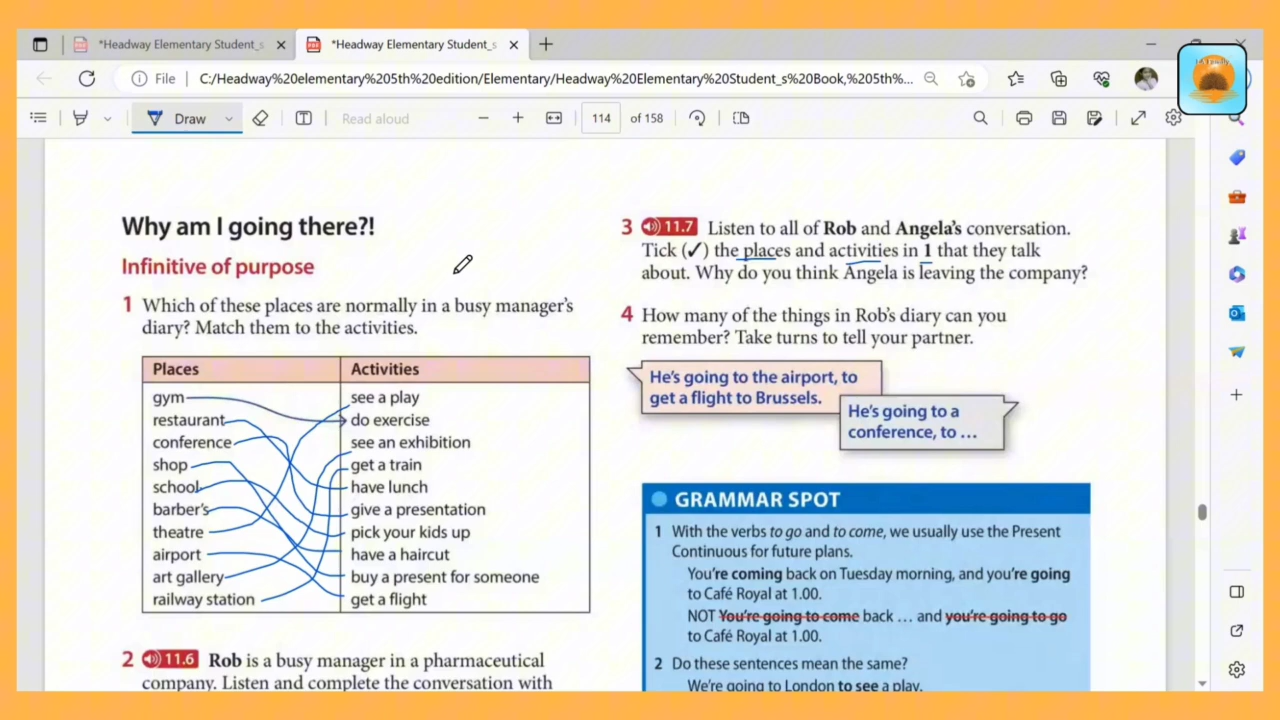 *Headway Elementary Student_s
*Headway Elementary Student_s
File
C:/Headway%20elementary%205th%20edition/Elementary/Headway%20Elementary%20Student_s%20Book,%205th%...
Draw
Read aloud
114
of 158
Why am I going there?!
Infinitive of purpose
1 Which of these places are normally in a busy manager's
diary? Match them to the activities.
Places Activities
gym see a play
restaurant do exercise
conference see an exhibition
shop get a train
school have lunch
barber's give a presentation
theatre pick your kids up
airport have a haircut
art gallery buy a present for someone
railway station get a flight
2 11.6 Rob is a busy manager in a pharmaceutical
company. Listen and complete the conversation with
3 11.7 Listen to all of Rob and Angela's conversation.
Tick (✓) the places and activities in 1 that they talk
about. Why do you think Angela is leaving the company?
4 How many of the things in Rob's diary can you
remember? Take turns to tell your partner.
He's going to the airport, to
get a flight to Brussels.
He's going to a
conference, to ...
GRAMMAR SPOT
1 With the verbs to go and to come, we usually use the Present
Continuous for future plans.
You're coming back on Tuesday morning, and you're going
to Café Royal at 1.00.
NOT You're going to come back ... and you're going to go
to Café Royal at 1.00.
2 Do these sentences mean the same?
We're going to London to see a play.